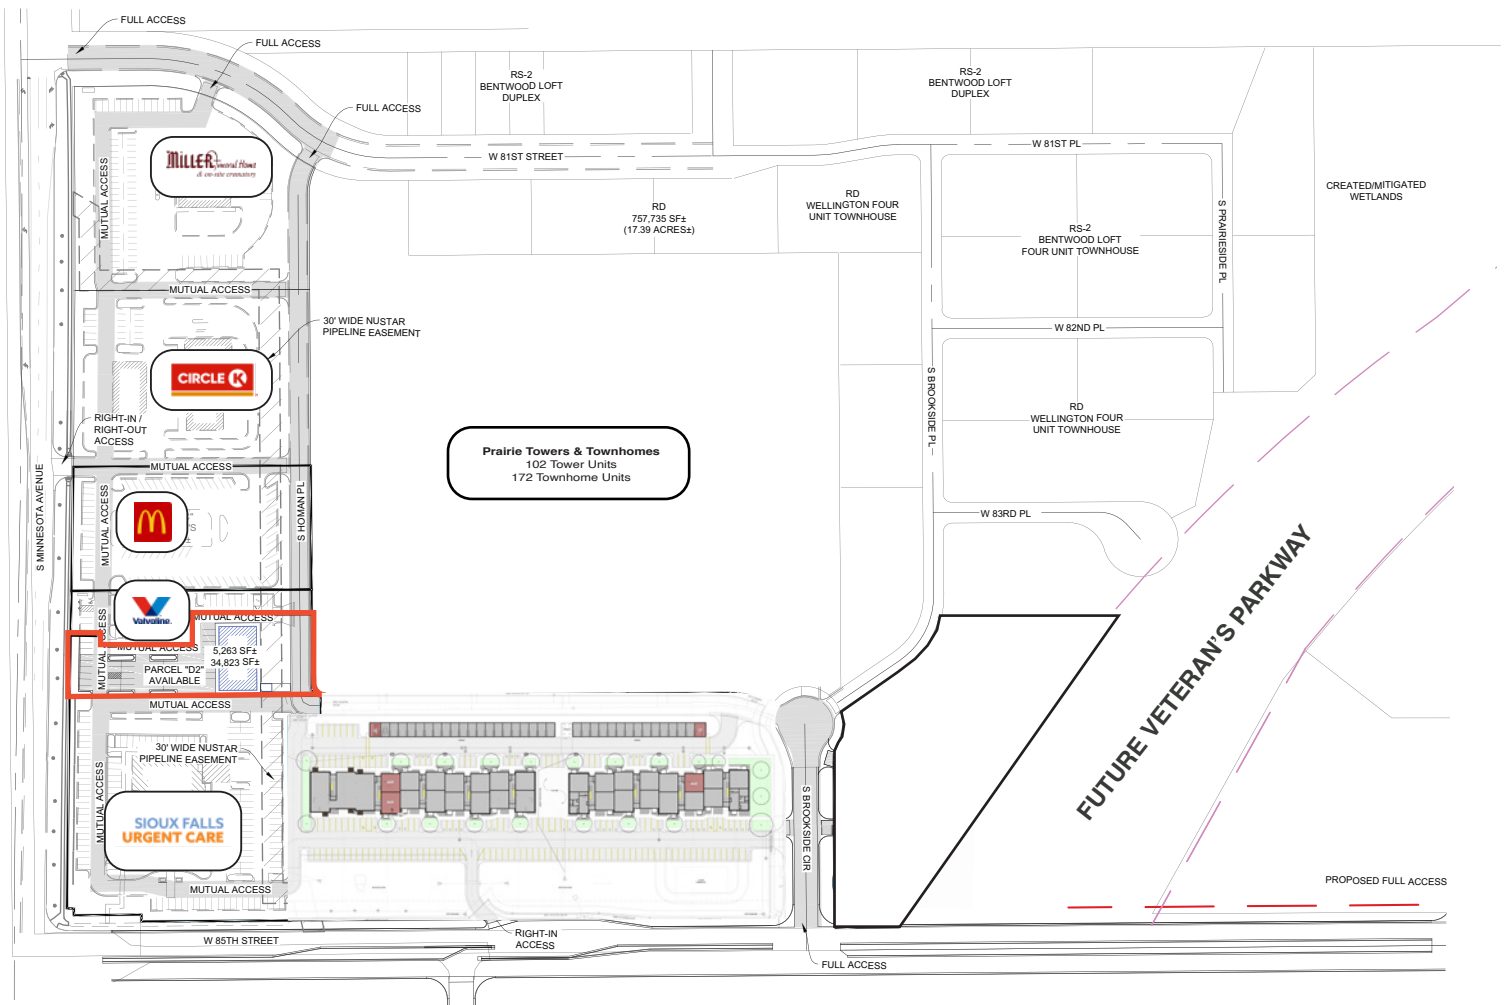 FULL ACCESS
FULL ACCESS
FULL ACCESS
RS-2
BENTWOOD LOFT
DUPLEX
RS-2
BENTWOOD LOFT
DUPLEX
W 81ST STREET
W 81ST PL
MILLER Funeral Home
& on-site crematory
MUTUAL ACCESS
RD
757,735 SF±
(17.39 ACRES±)
RD
WELLINGTON FOUR
UNIT TOWNHOUSE
RS-2
BENTWOOD LOFT
FOUR UNIT TOWNHOUSE
S PRAIRIESIDE PL
CREATED/MITIGATED
WETLANDS
MUTUAL ACCESS
30' WIDE NUSTAR
PIPELINE EASEMENT
W 82ND PL
CIRCLE K
S BROOKSIDE PL
RD
WELLINGTON FOUR
UNIT TOWNHOUSE
RIGHT-IN /
RIGHT-OUT
ACCESS
MUTUAL ACCESS
Prairie Towers & Townhomes
102 Tower Units
172 Townhome Units
S MINNESOTA AVENUE
MUTUAL ACCESS
S HOMAN PL
W 83RD PL
FUTURE VETERAN'S PARKWAY
Valvoline
MUTUAL ACCESS
MUTUAL ACCESS
MUTUAL ACCESS
5,263 SF±
34,823 SF±
PARCEL "D2"
AVAILABLE
MUTUAL ACCESS
30' WIDE NUSTAR
PIPELINE EASEMENT
MUTUAL ACCESS
SIOUX FALLS
URGENT CARE
S BROOKSIDE CIR
MUTUAL ACCESS
PROPOSED FULL ACCESS
W 85TH STREET
RIGHT-IN
ACCESS
FULL ACCESS